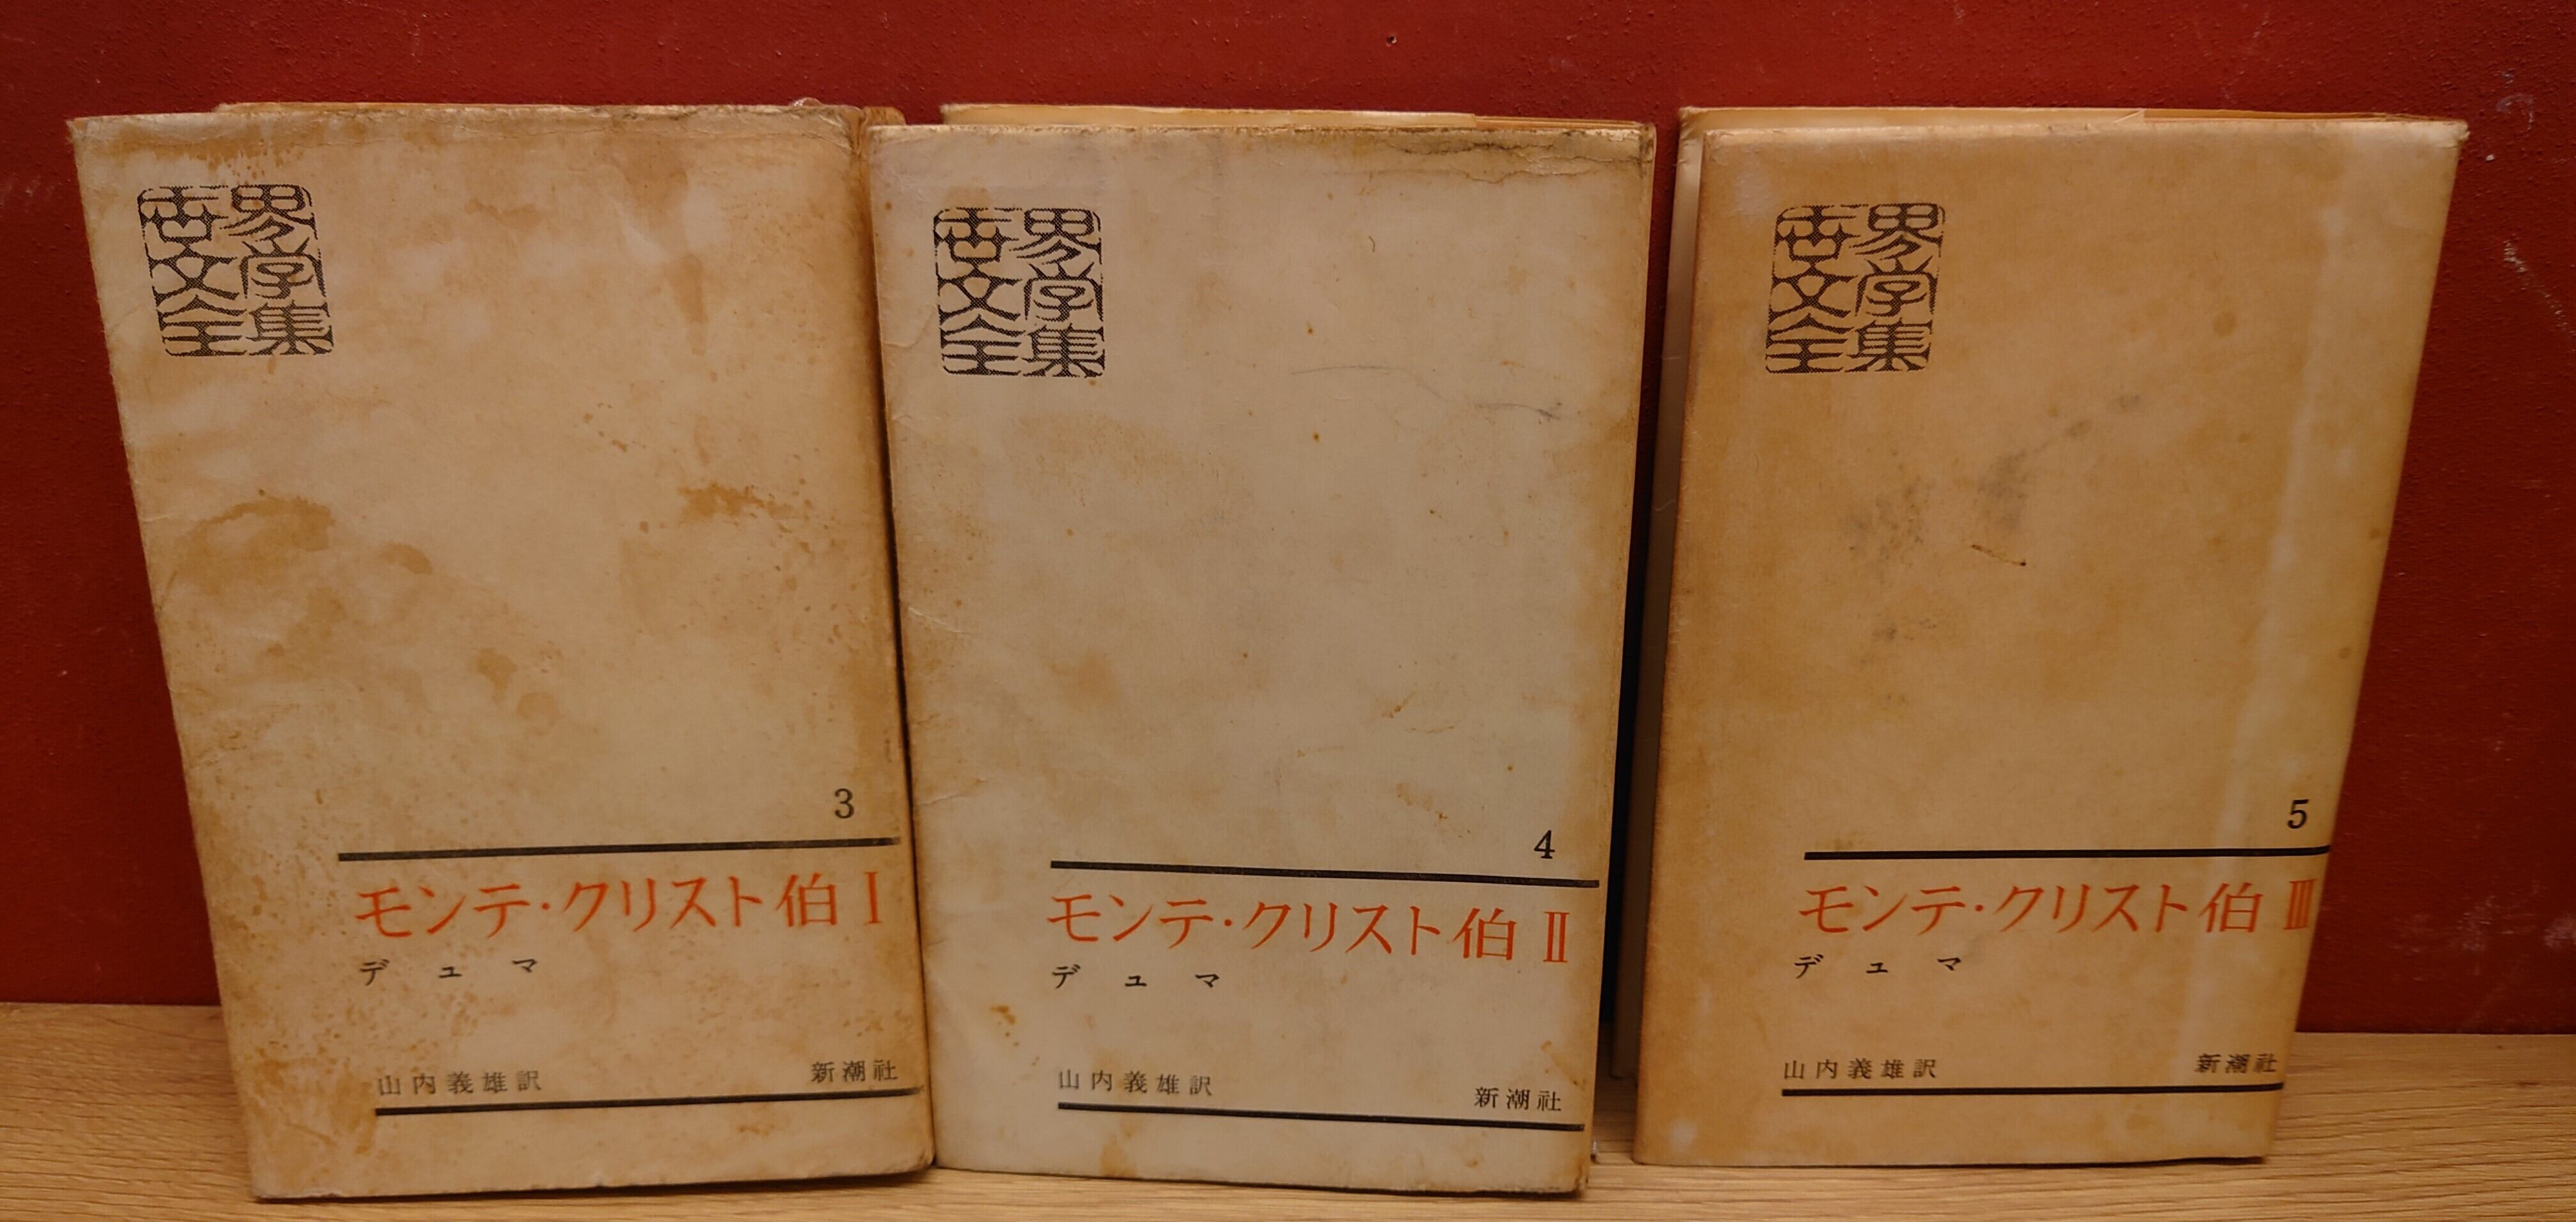 世界
文学
全集
3
モンテ・クリスト伯 I
デュマ
山内義雄訳
新潮社
世界
文学
全集
4
モンテ・クリスト伯 II
デュマ
山内義雄訳
新潮社
世界
文学
全集
5
モンテ・クリスト伯 III
デュマ
山内義雄訳
新潮社